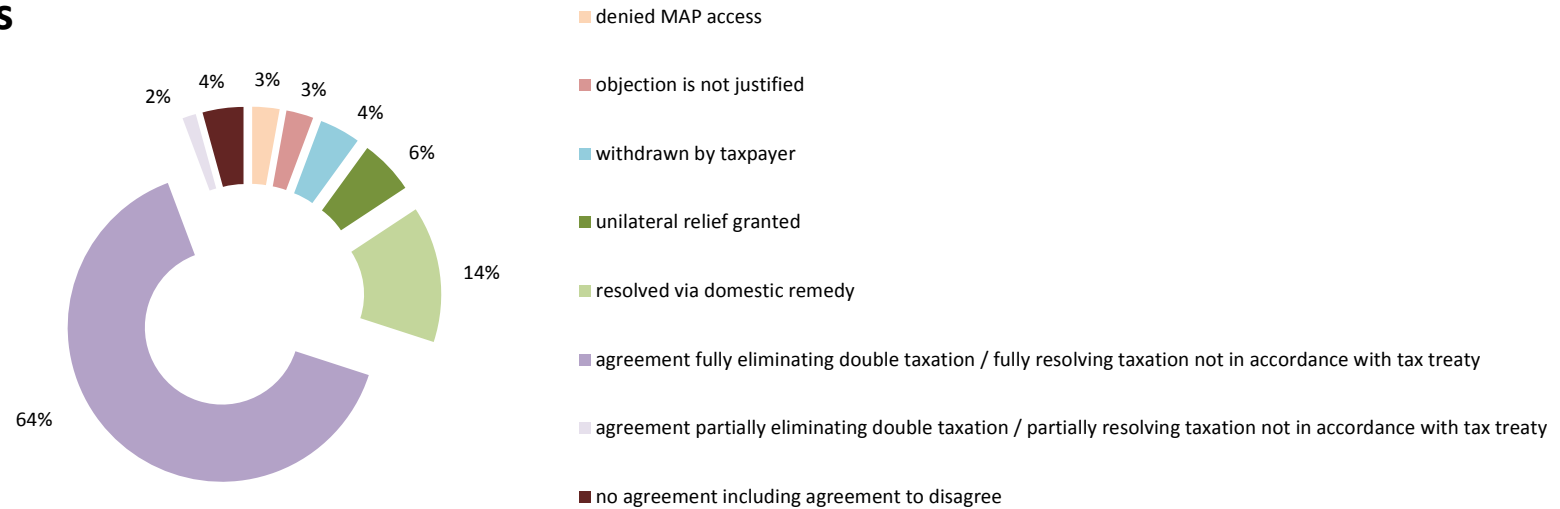 s
denied MAP access
4%
3%
3%
objection is not justified
2%
4%
withdrawn by taxpayer
6%
unilateral relief granted
14%
resolved via domestic remedy
agreement fully eliminating double taxation / fully resolving taxation not in accordance with tax treaty
64%
agreement partially eliminating double taxation / partially resolving taxation not in accordance with tax treaty
no agreement including agreement to disagree